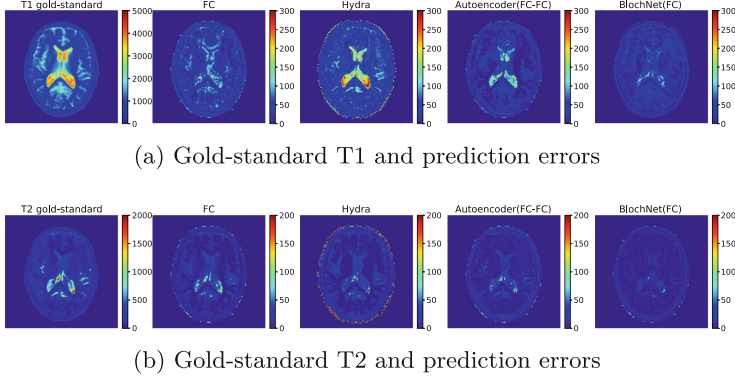 T1 gold-standard FC Hydra Autoencoder(FC-FC) BlochNet(FC)
5000 300 300 300 300
4000 250 250 250 250
3000 200 200 200 200
2000 150 150 150 150
1000 100 100 100 100
50 50 50 50
0 0 0 0 0
(a) Gold-standard T1 and prediction errors
T2 gold-standard FC Hydra Autoencoder(FC-FC) BlochNet(FC)
2000 200 200 200 200
1500 150 150 150 150
1000 100 100 100 100
500 50 50 50 50
0 0 0 0 0
(b) Gold-standard T2 and prediction errors